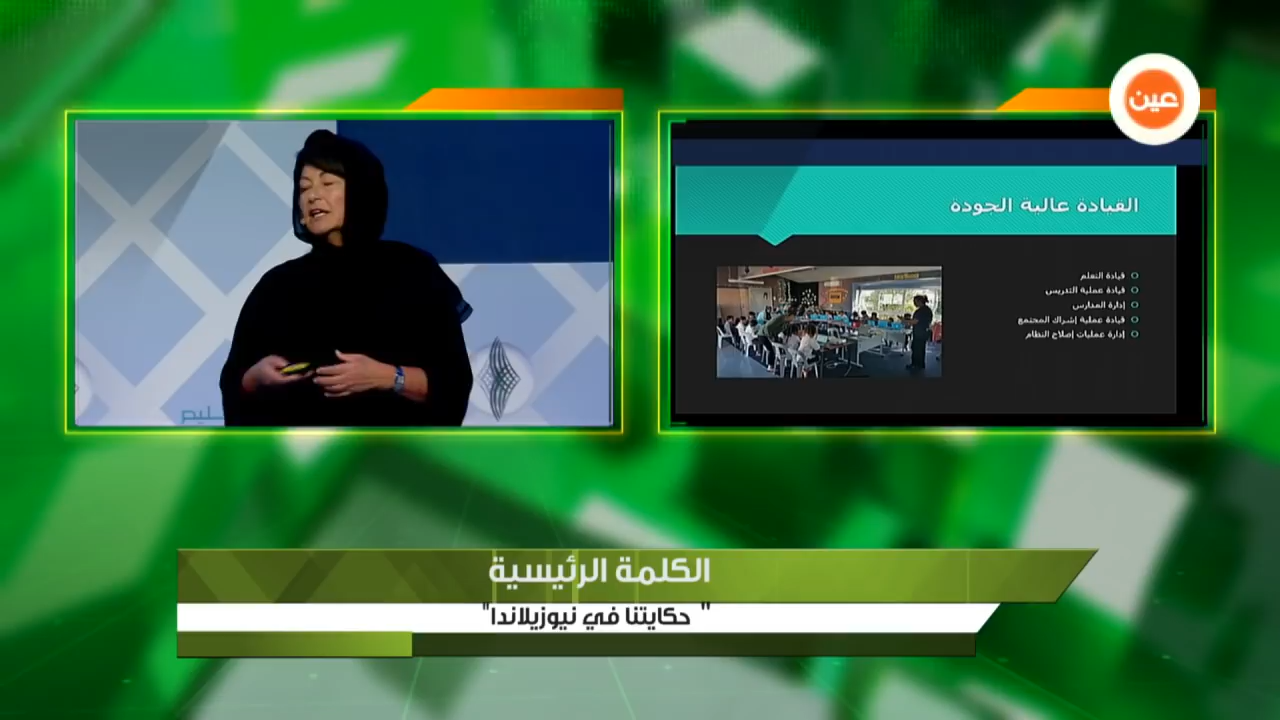 عين
القيادة عالية الجودة
قيادة التعلم
قيادة عملية التدريس
إدارة المدارس
قيادة عملية إشراك المجتمع
إدارة عمليات إصلاح النظام
الكلمة الرئيسية
" حكايتنا في نيوزيلاندا"